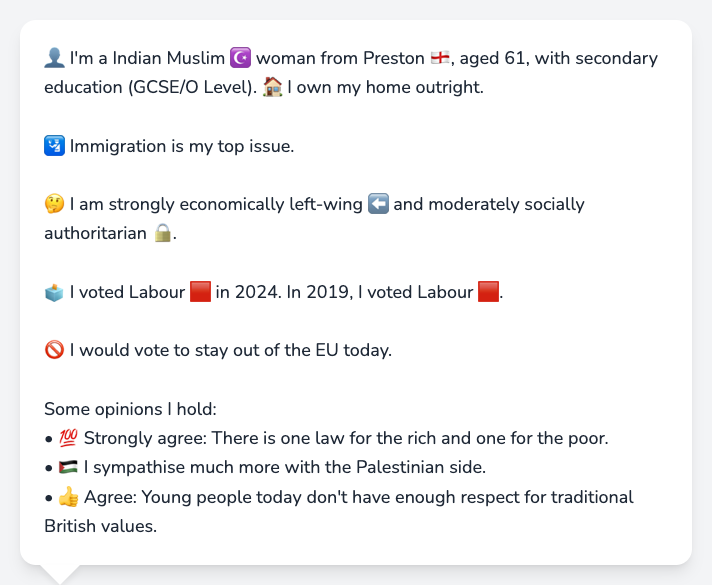 👤 I'm a Indian Muslim ☪️ woman from Preston 🏴󠁧󠁢󠁥󠁮󠁧󠁿, aged 61, with secondary
education (GCSE/O Level). 🏠 I own my home outright.
🛂 Immigration is my top issue.
🤔 I am strongly economically left-wing ⬅️ and moderately socially
authoritarian 🔒.
🗳️ I voted Labour 🟥 in 2024. In 2019, I voted Labour 🟥.
🚫 I would vote to stay out of the EU today.
Some opinions I hold:
• 💯 Strongly agree: There is one law for the rich and one for the poor.
• 🇵🇸 I sympathise much more with the Palestinian side.
• 👍 Agree: Young people today don't have enough respect for traditional
British values.